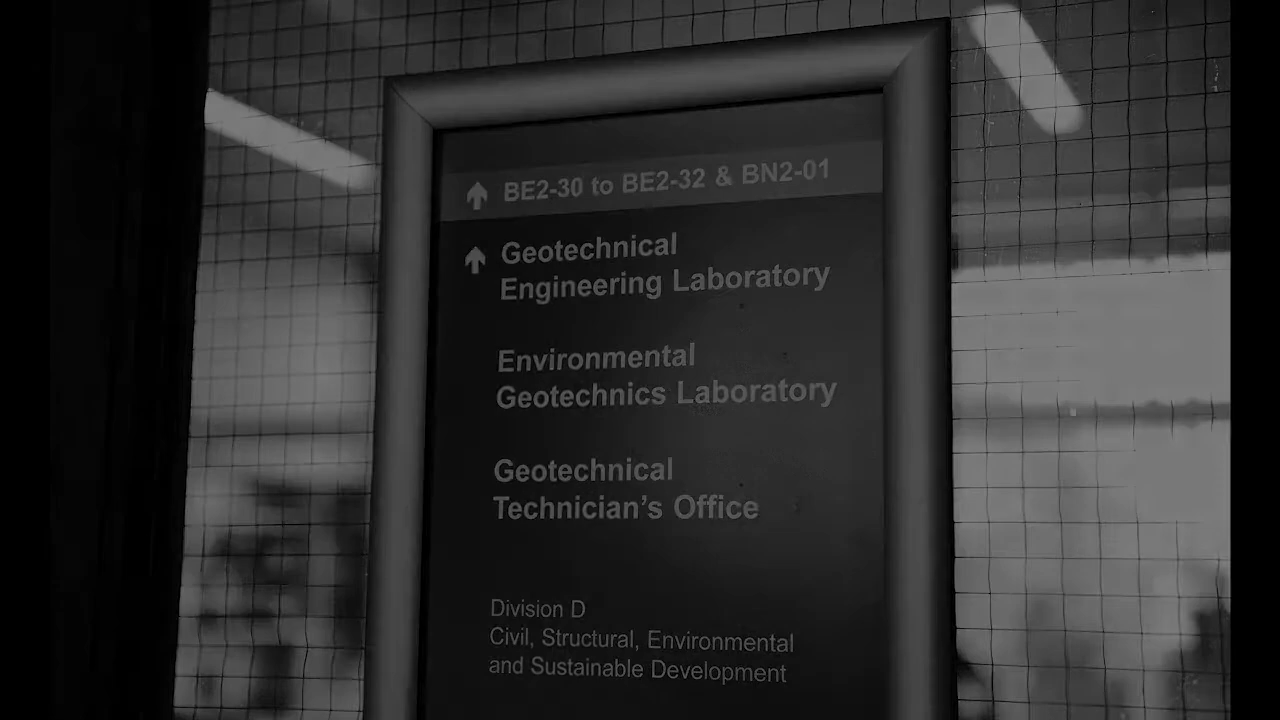 BE2-30 to BE2-32 & BN2-01
Geotechnical
Engineering Laboratory
Environmental
Geotechnics Laboratory
Geotechnical
Technician’s Office
Division D
Civil, Structural, Environmental
and Sustainable Development